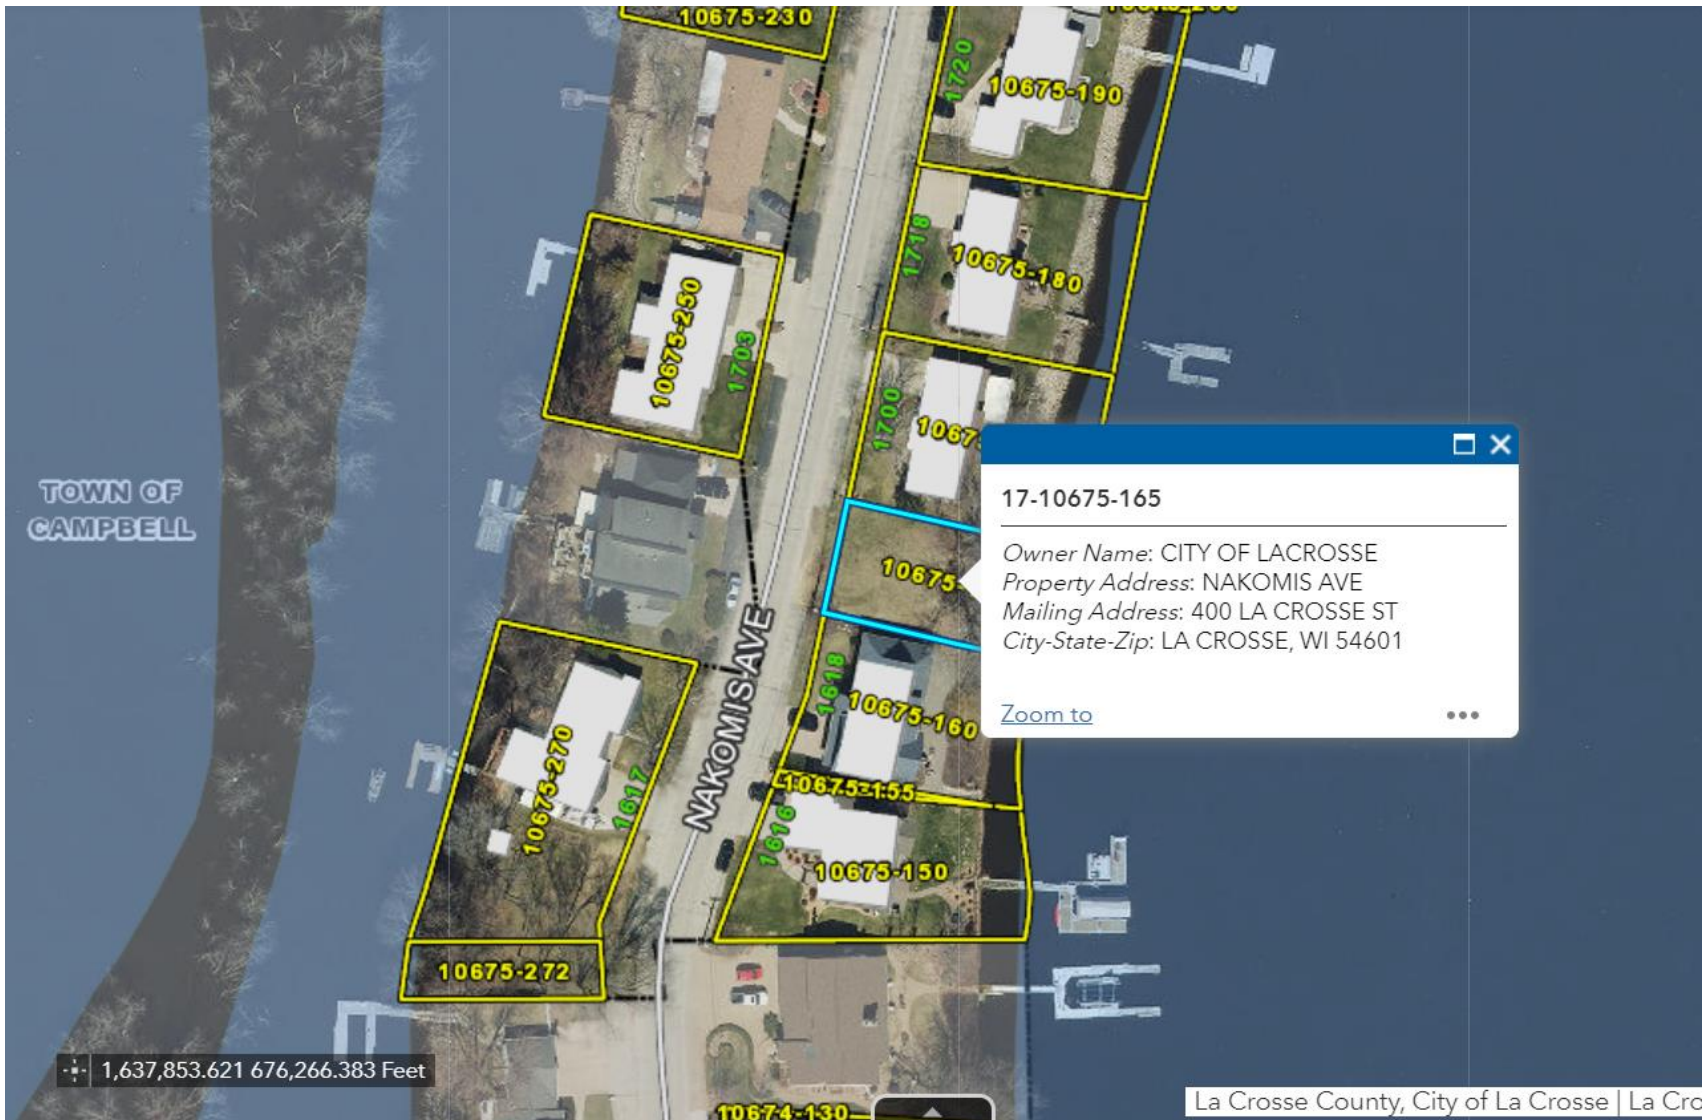 10675-230
1720
10675-190
1718
10675-180
10675-250
1703
1700
TOWN OF
CAMPBELL
17-10675-165
Owner Name: CITY OF LACROSSE
Property Address: NAKOMIS AVE
Mailing Address: 400 LA CROSSE ST
City-State-Zip: LA CROSSE, WI 54601
Zoom to
NAKOMIS AVE
1618
10675-160
10675-270
1617
10675-155
1616
10675-150
10675-272
1,637,853.621 676,266.383 Feet
10674-130
La Crosse County, City of La Crosse | La Cro